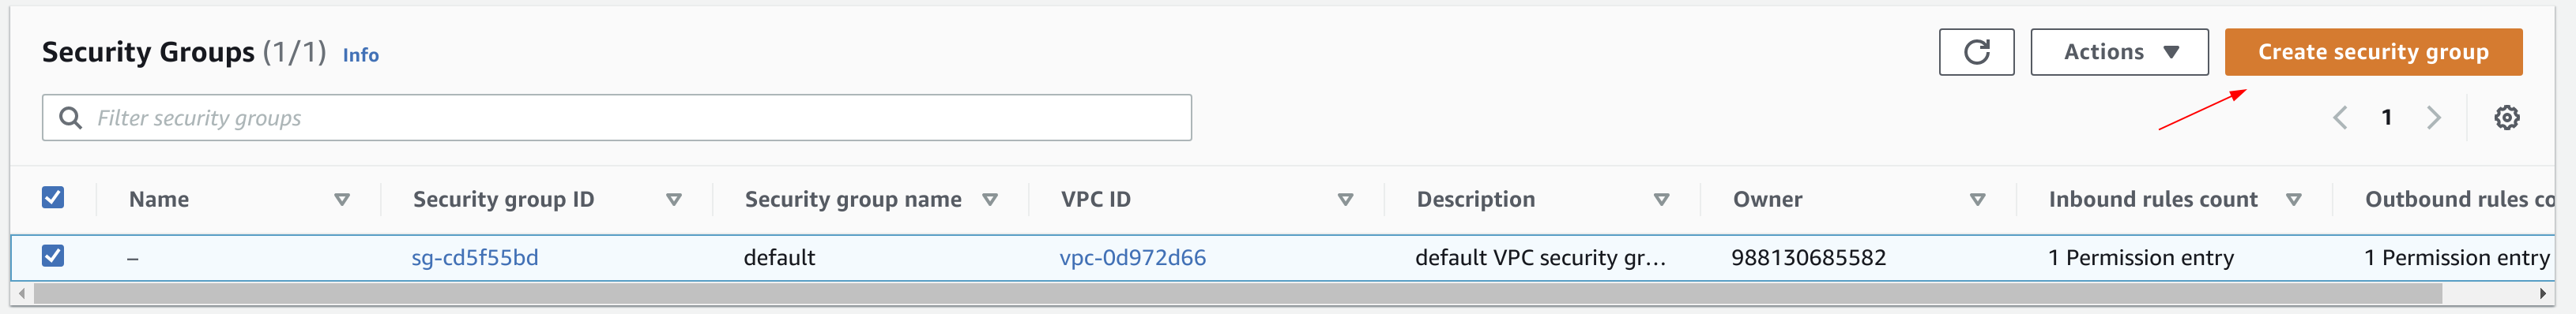 Security Groups (1/1) Info
Actions
Create security group
Filter security groups
1
Name Security group ID Security group name VPC ID Description Owner Inbound rules count Outbound rules co
– sg-cd5f55bd default vpc-0d972d66 default VPC security gr... 988130685582 1 Permission entry 1 Permission entry